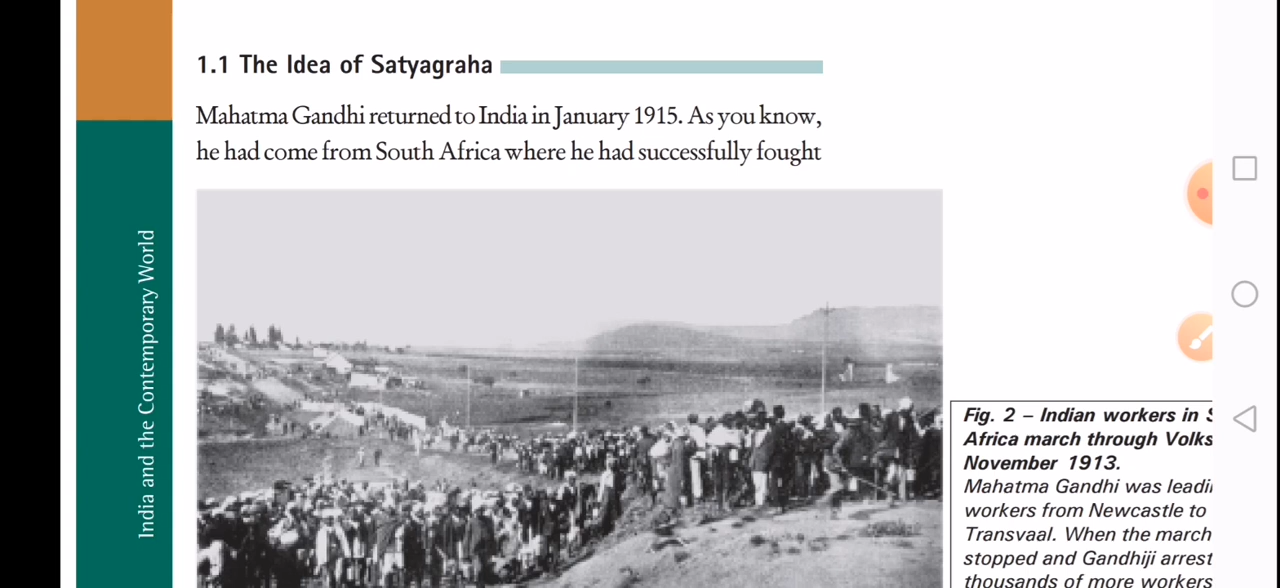 1.1 The Idea of Satyagraha
Mahatma Gandhi returned to India in January 1915. As you know,
he had come from South Africa where he had successfully fought
India and the Contemporary World
Fig. 2 – Indian workers in S
Africa march through Volks
November 1913.
Mahatma Gandhi was leadi
workers from Newcastle to
Transvaal. When the march
stopped and Gandhiji arrest
thousands of more workers